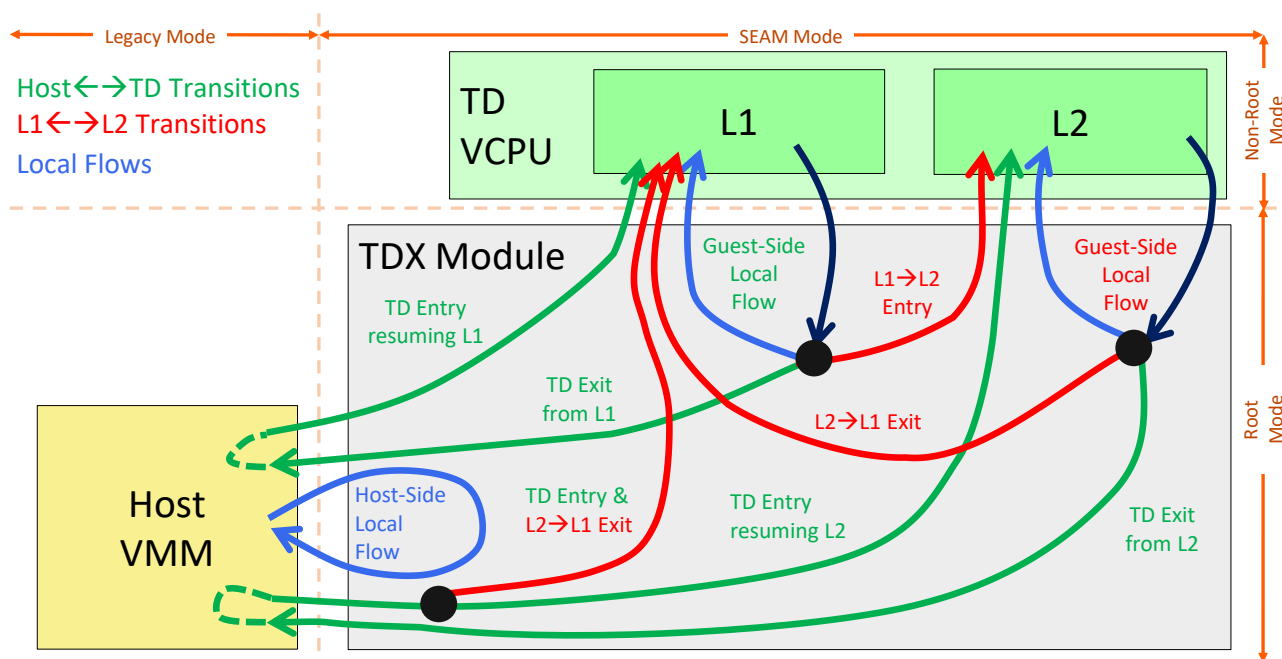 Legacy Mode
SEAM Mode
Host←→TD Transitions
L1←→L2 Transitions
Local Flows
TD
VCPU
L1
L2
Non-Root
Mode
TDX Module
Guest-Side
Local
Flow
L1→L2
Entry
Guest-Side
Local
Flow
TD Entry
resuming L1
TD Exit
from L1
L2→L1 Exit
Root
Mode
Host
VMM
Host-Side
Local
Flow
TD Entry &
L2→L1 Exit
TD Entry
resuming L2
TD Exit
from L2